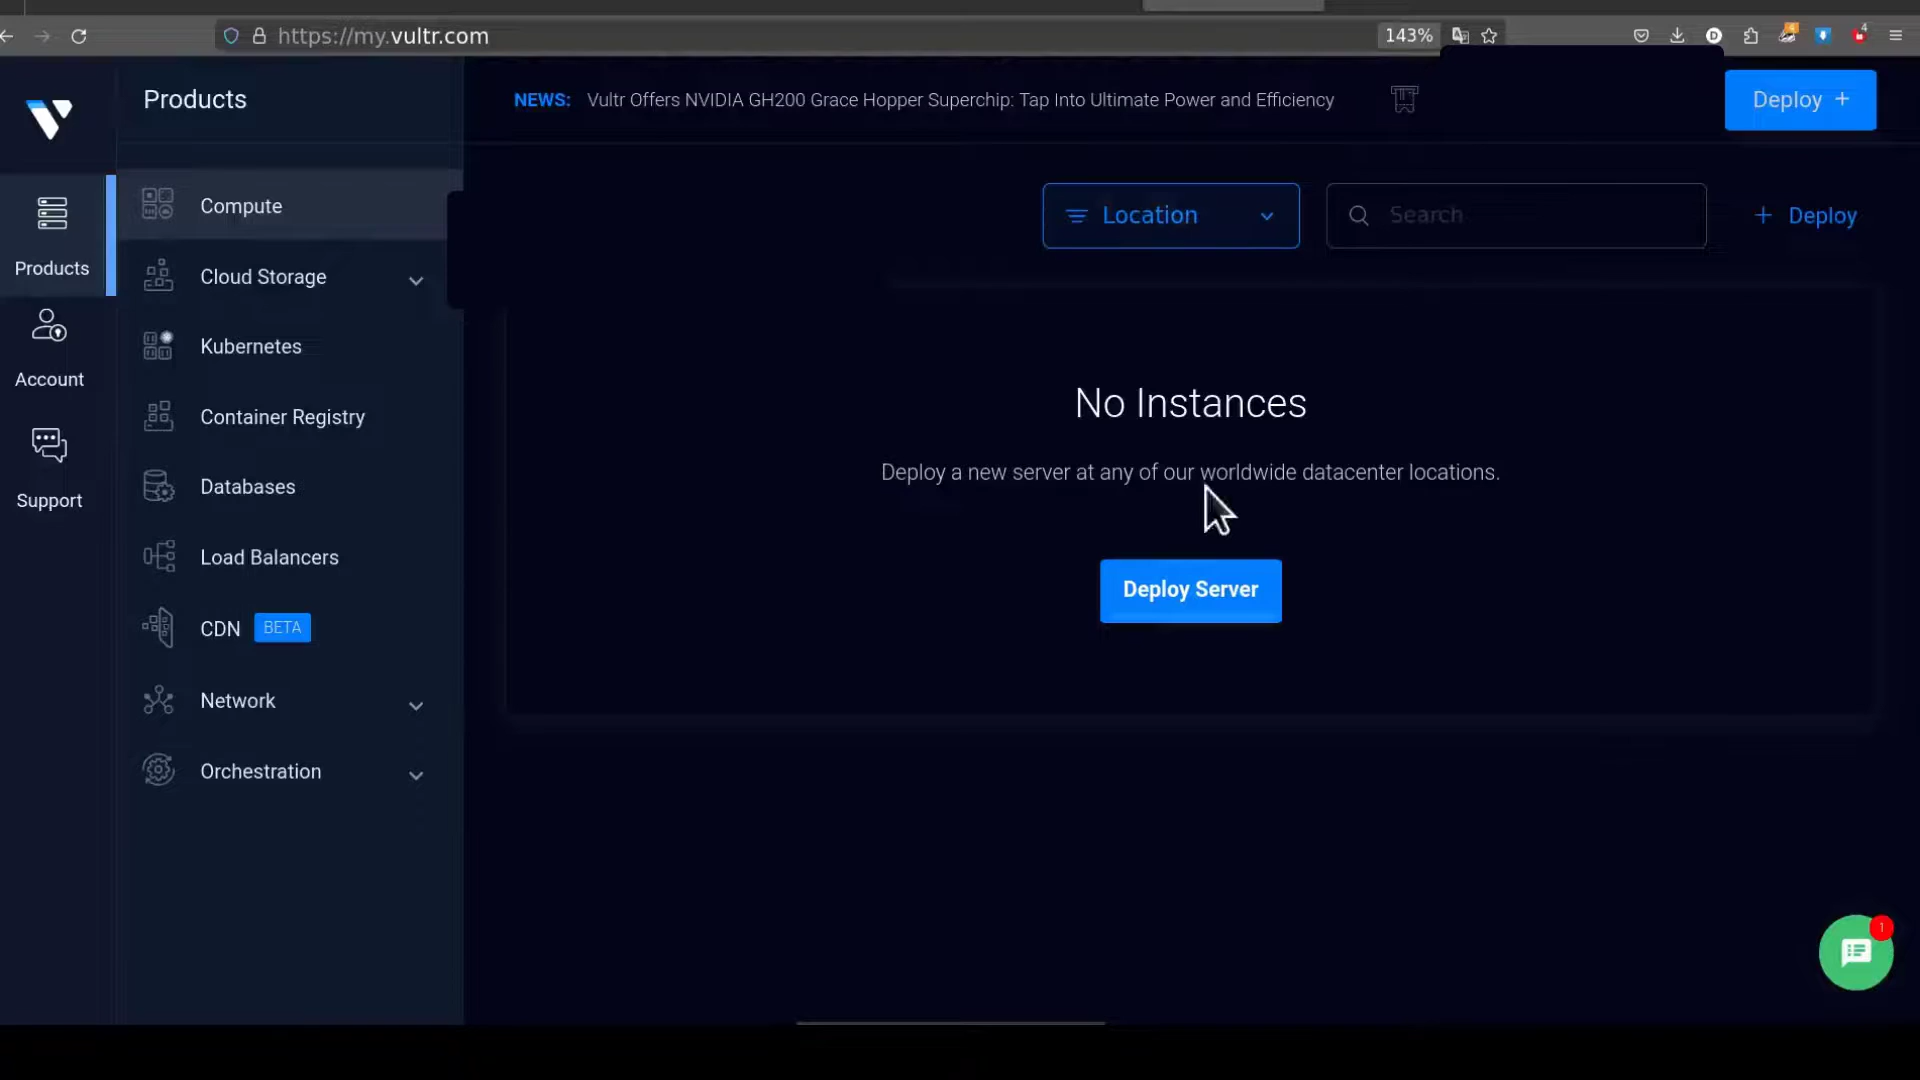 https://my.vultr.com
143%
4
Products
NEWS: Vultr Offers NVIDIA GH200 Grace Hopper Superchip: Tap Into Ultimate Power and Efficiency
Deploy +
Products
Account
Support
Compute
Cloud Storage
Kubernetes
Container Registry
Databases
Load Balancers
CDN BETA
Network
Orchestration
Location
Search
+ Deploy
No Instances
Deploy a new server at any of our worldwide datacenter locations.
Deploy Server
1